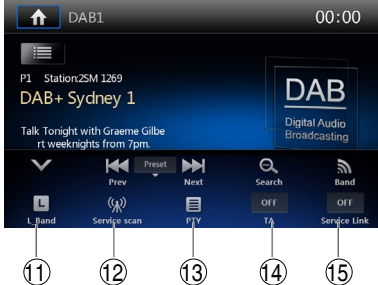 DAB1 00:00
P1 Station:2SM 1269
DAB+ Sydney 1
Talk Tonight with Graeme Gilbe
rt weeknights from 7pm.
DAB
Digital Audio
Broadcasting
Preset
Prev Next Search Band
L OFF OFF
L_Band Service scan PTY TA Service Link
11 12 13 14 15